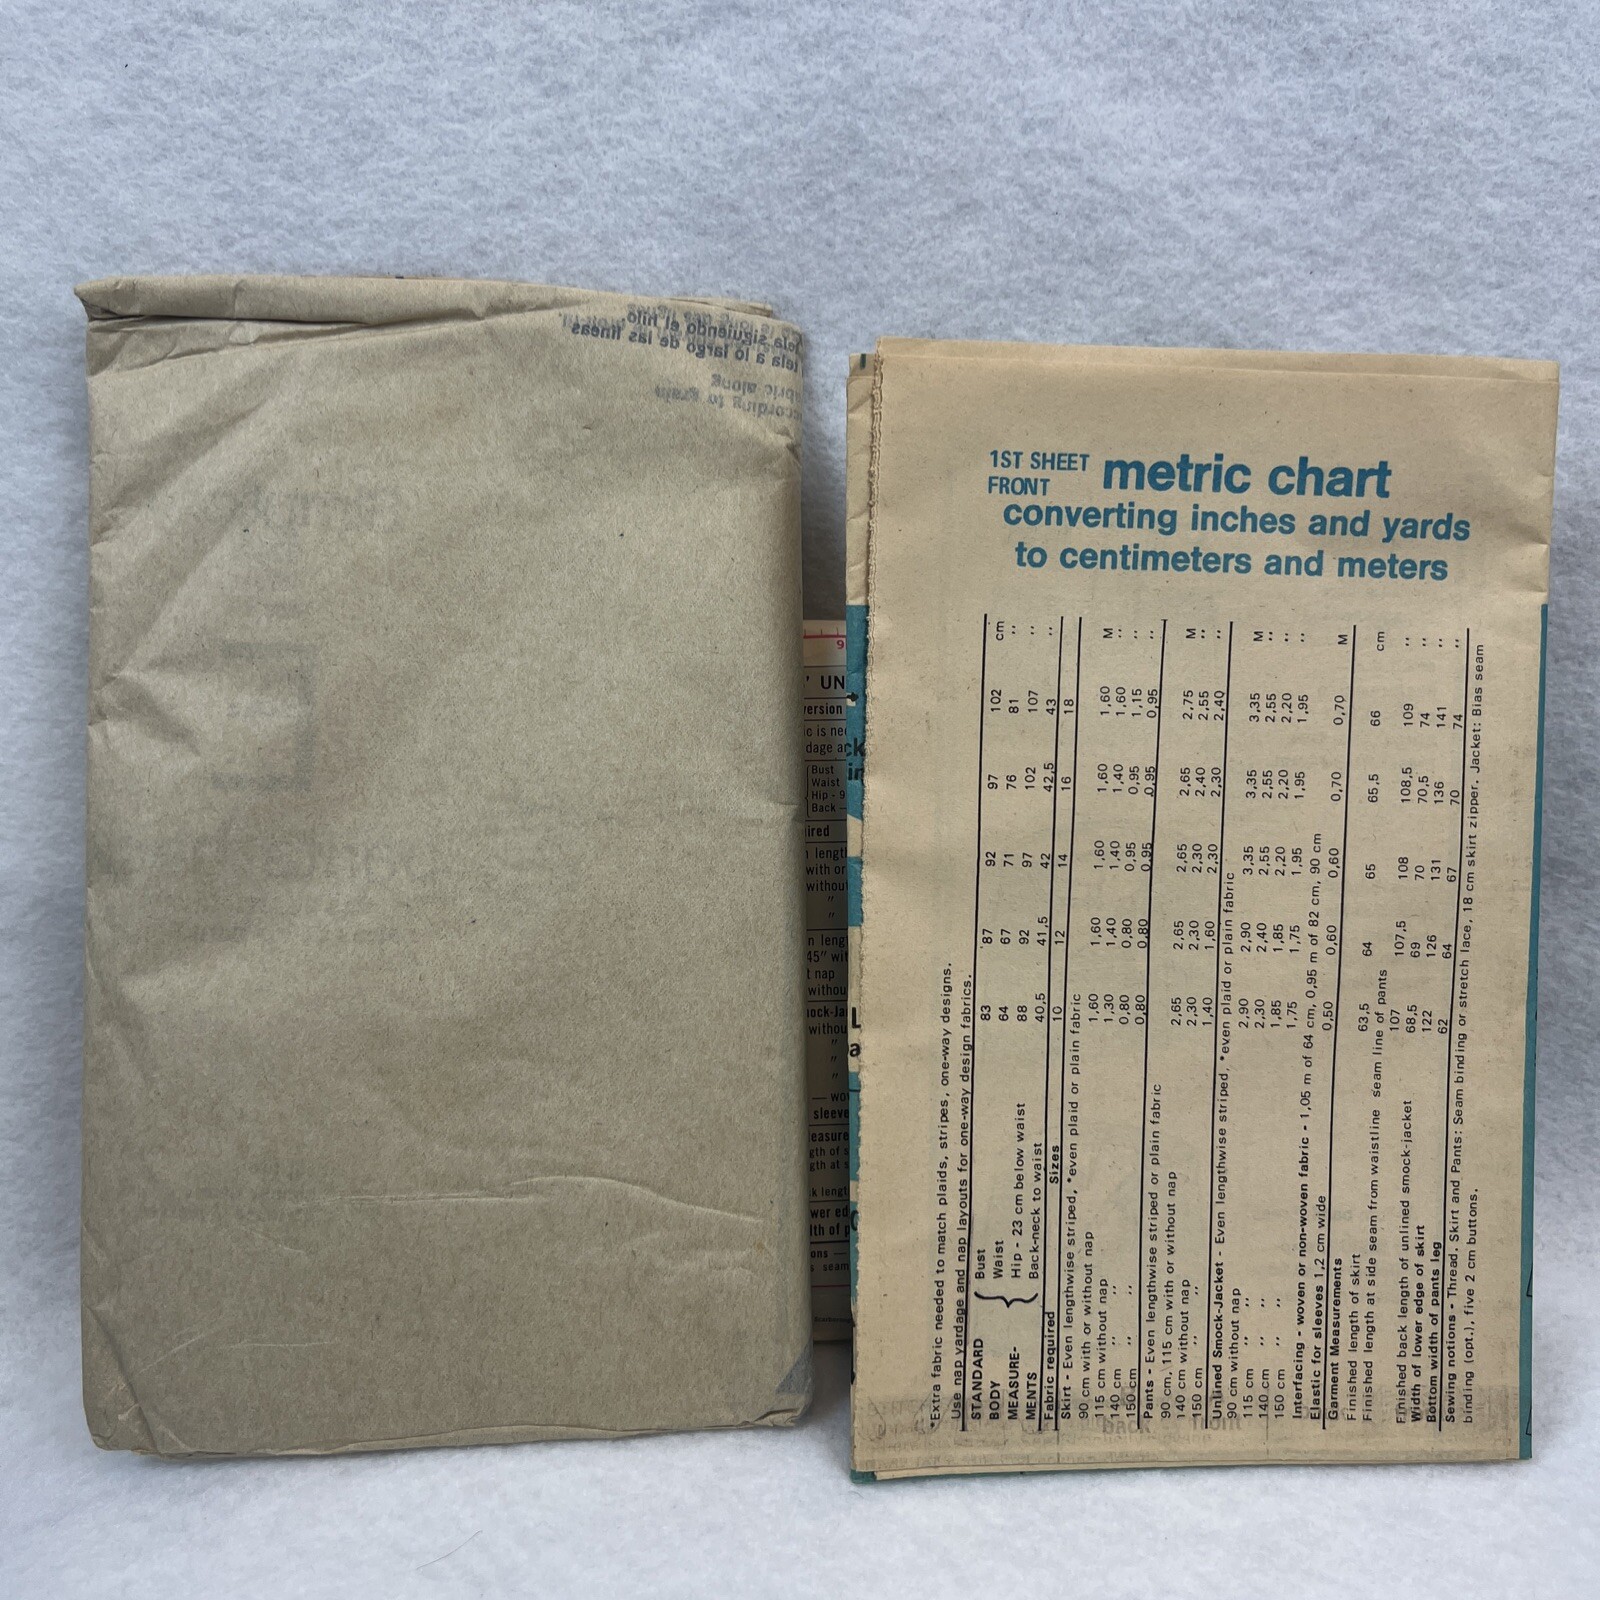 tela siguiendo el hilo.
tela a lo largo de las líneas
along
to grain
9
UN
Bust
Waist
Hip - 9
Back —
1ST SHEET
FRONT
metric chart
converting inches and yards
to centimeters and meters
*Extra fabric needed to match plaids, stripes, one-way designs.
Use nap yardage and nap layouts for one-way design fabrics.
STANDARD { Bust 83 87 92 97 102 cm
BODY Waist 64 67 71 76 81 ,,
MEASURE- Hip - 23 cm below waist 88 92 97 102 107 ,,
MENTS Back-neck to waist 40,5 41,5 42 42,5 43 ,,
Fabric required Sizes 10 12 14 16 18
Skirt - Even lengthwise striped, *even plaid or plain fabric
90 cm with or without nap 1,60 1,60 1,60 1,60 1,60 M
115 cm without nap 1,30 1,40 1,40 1,40 1,60 ,,
140 cm ,, 0,80 0,80 0,95 0,95 1,15 ,,
150 cm ,, 0,80 0,80 0,95 0,95 0,95 ,,
Pants - Even lengthwise striped or plain fabric
90 cm, 115 cm with or without nap 2,65 2,65 2,65 2,65 2,75 M
140 cm without nap 2,30 2,30 2,30 2,40 2,55 ,,
150 cm ,, 1,40 1,60 2,30 2,30 2,40 ,,
Unlined Smock-Jacket - Even lengthwise striped, *even plaid or plain fabric
90 cm without nap 2,90 2,90 3,35 3,35 3,35 M
115 cm ,, ,, 2,30 2,40 2,55 2,55 2,55 ,,
140 cm ,, ,, 1,85 1,85 2,20 2,20 2,20 ,,
150 cm ,, ,, 1,75 1,75 1,95 1,95 1,95 ,,
Interfacing - woven or non-woven fabric - 1,05 m of 64 cm, 0,95 m of 82 cm, 90 cm
Elastic for sleeves 1,2 cm wide 0,50 0,60 0,60 0,70 0,70 M
Garment Measurements
Finished length of skirt 63,5 64 65 65,5 66 cm
Finished length at side seam from waistline seam line of pants
107 107,5 108 108,5 109 ,,
Finished back length of unlined smock-jacket 68,5 69 70 70,5 74 ,,
Width of lower edge of skirt 122 126 131 136 141 ,,
Bottom width of pants leg 62 64 67 70 74 ,,
Sewing notions - Thread, Skirt and Pants: Seam binding or stretch lace, 18 cm skirt zipper. Jacket: Bias seam
binding (opt.), five 2 cm buttons.